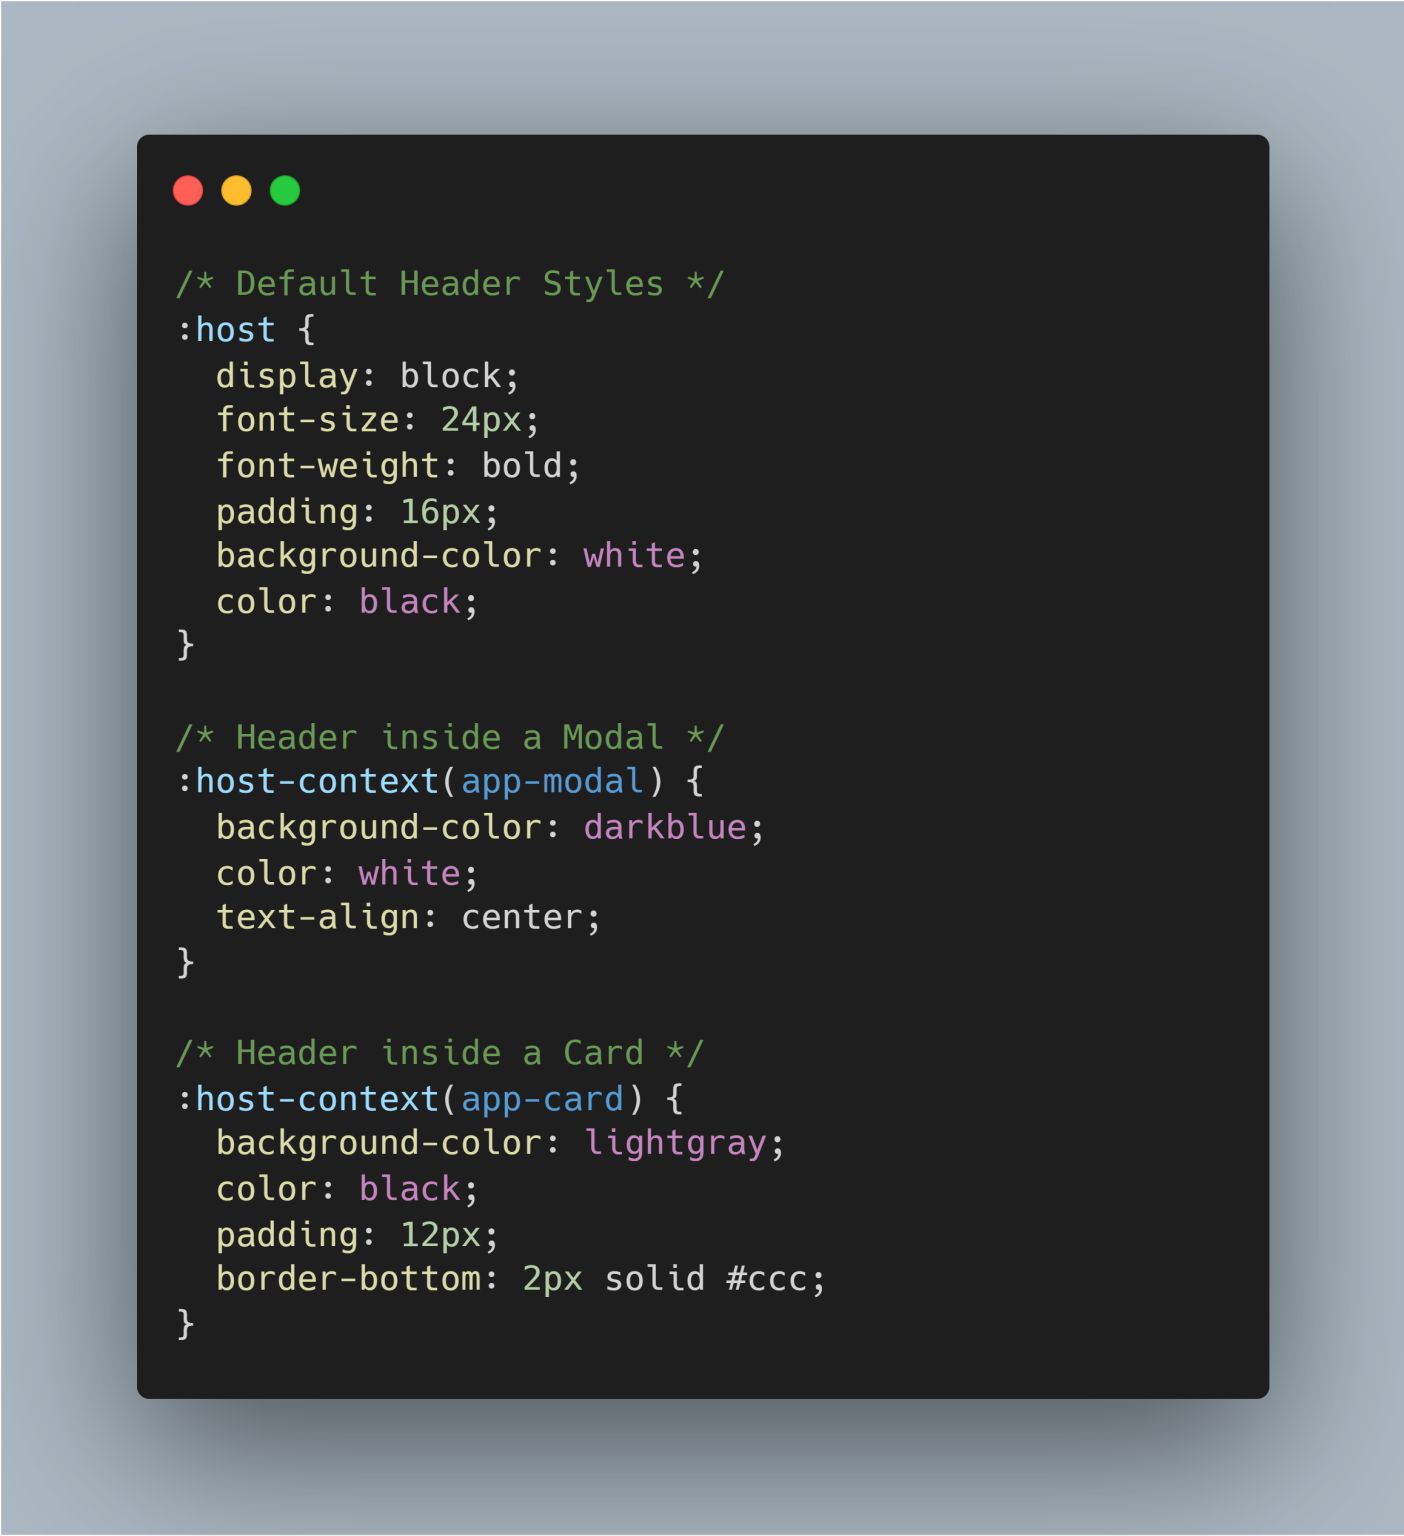 /* Default Header Styles */
:host {
  display: block;
  font-size: 24px;
  font-weight: bold;
  padding: 16px;
  background-color: white;
  color: black;
}

/* Header inside a Modal */
:host-context(app-modal) {
  background-color: darkblue;
  color: white;
  text-align: center;
}

/* Header inside a Card */
:host-context(app-card) {
  background-color: lightgray;
  color: black;
  padding: 12px;
  border-bottom: 2px solid #ccc;
}